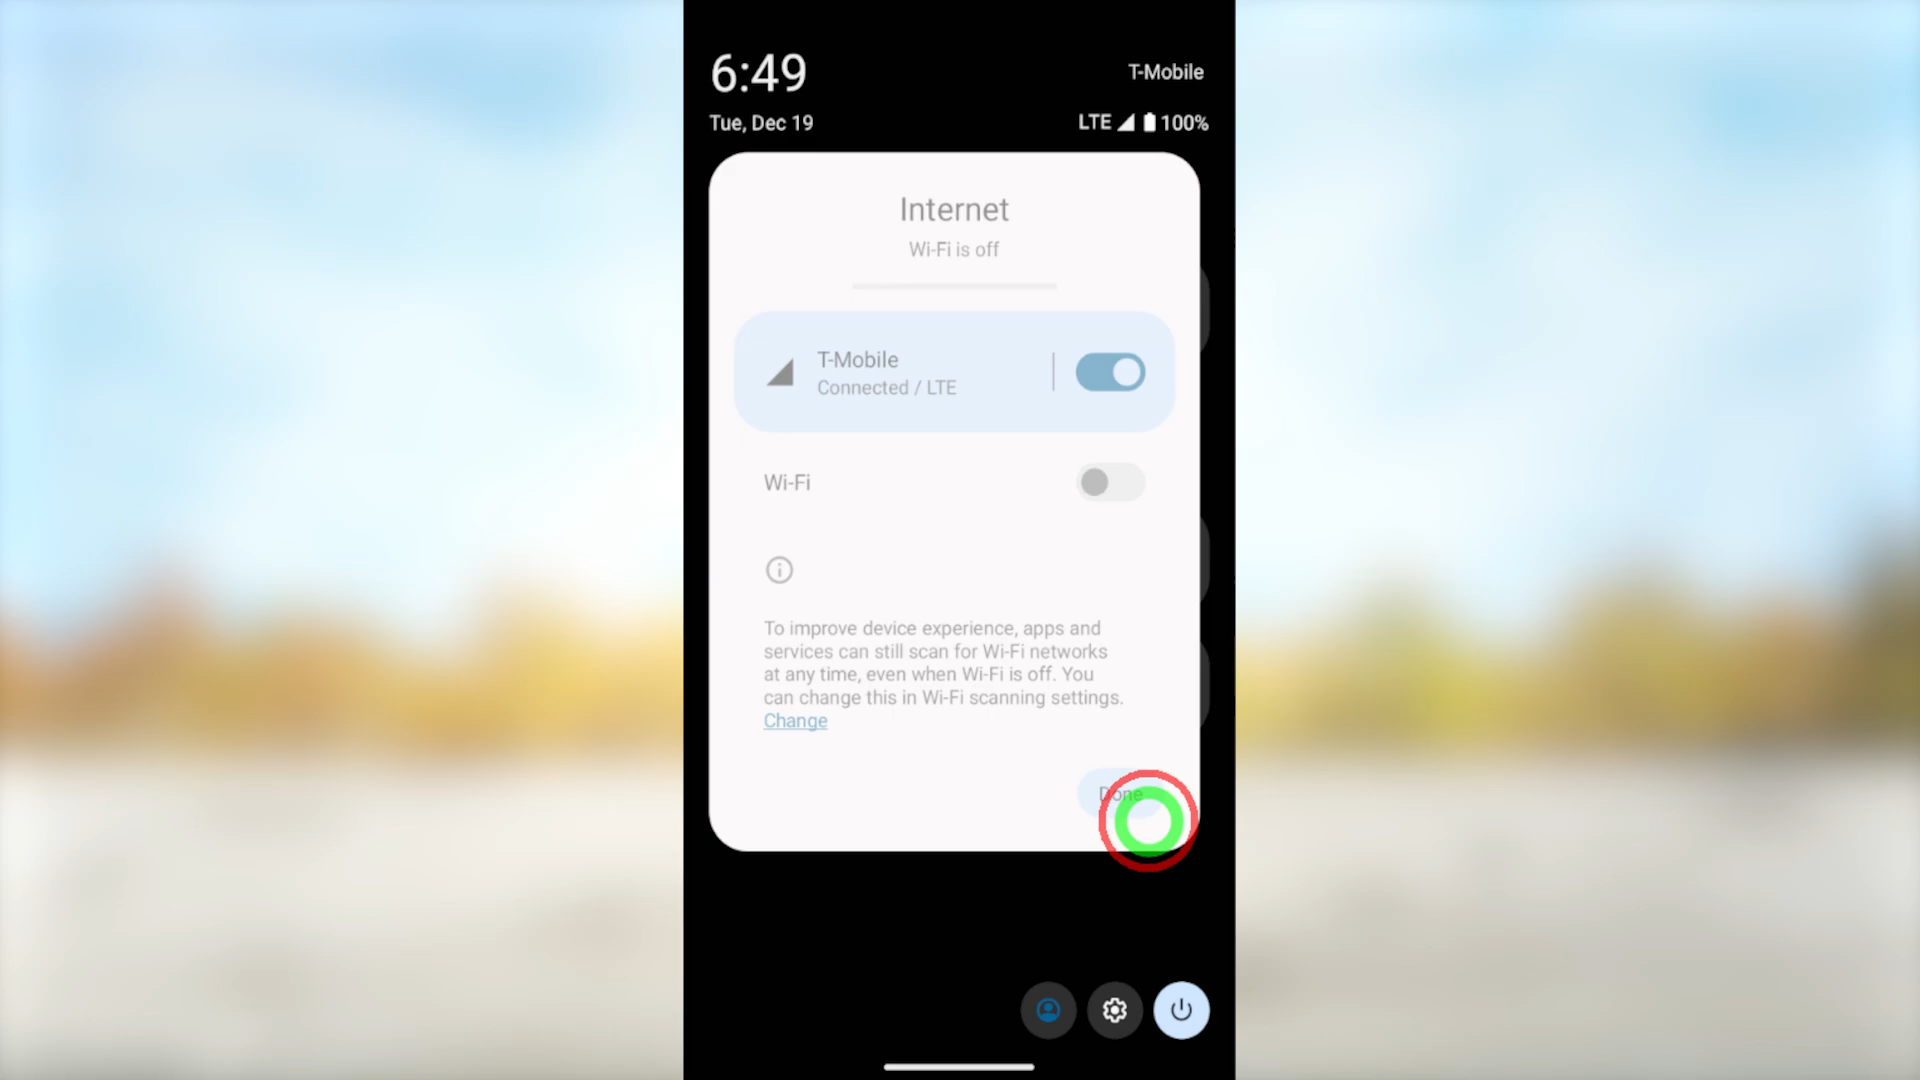 6:49
T-Mobile
Tue, Dec 19
LTE 100%
Internet
Wi-Fi is off
T-Mobile
Connected / LTE
Wi-Fi
To improve device experience, apps and
services can still scan for Wi-Fi networks
at any time, even when Wi-Fi is off. You
can change this in Wi-Fi scanning settings.
Change
Done